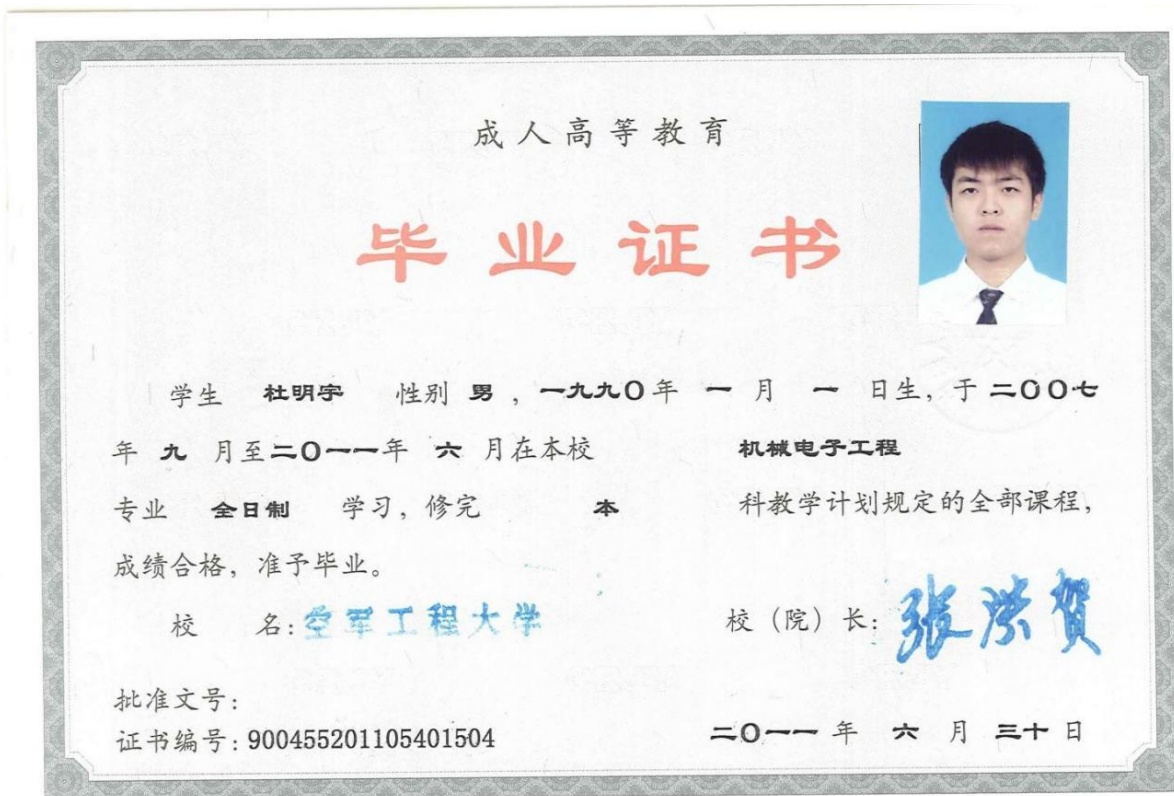 成人高等教育
毕业证书
学生 杜明宇 性别 男 , 一九九〇年 一 月 一 日生, 于 二〇〇七
年 九 月至二〇一一年 六 月在本校 机械电子工程
专业 全日制 学习, 修完 本 科教学计划规定的全部课程,
成绩合格, 准予毕业。
校 名: 空军工程大学 校（院）长: 张洪贺
批准文号:
证书编号: 900455201105401504 二〇一一 年 六 月 三十 日